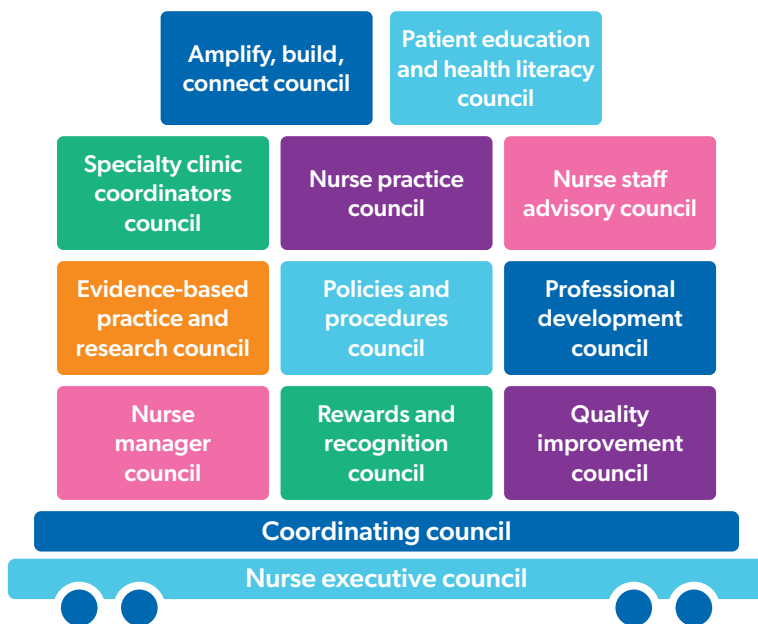 Amplify, build,
connect council
Patient education
and health literacy
council
Specialty clinic
coordinators
council
Nurse practice
council
Nurse staff
advisory council
Evidence-based
practice and
research council
Policies and
procedures
council
Professional
development
council
Nurse
manager
council
Rewards and
recognition
council
Quality
improvement
council
Coordinating council
Nurse executive council